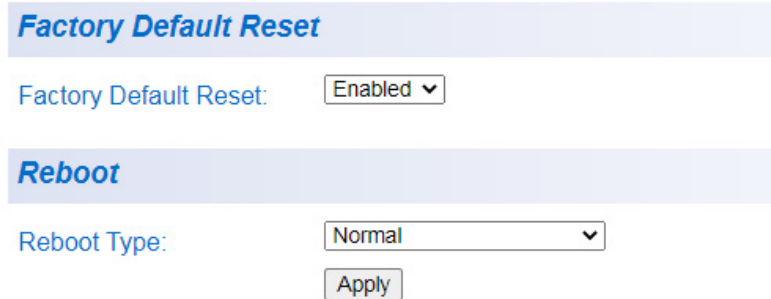 Factory Default Reset
Factory Default Reset: Enabled
Reboot
Reboot Type: Normal
Apply